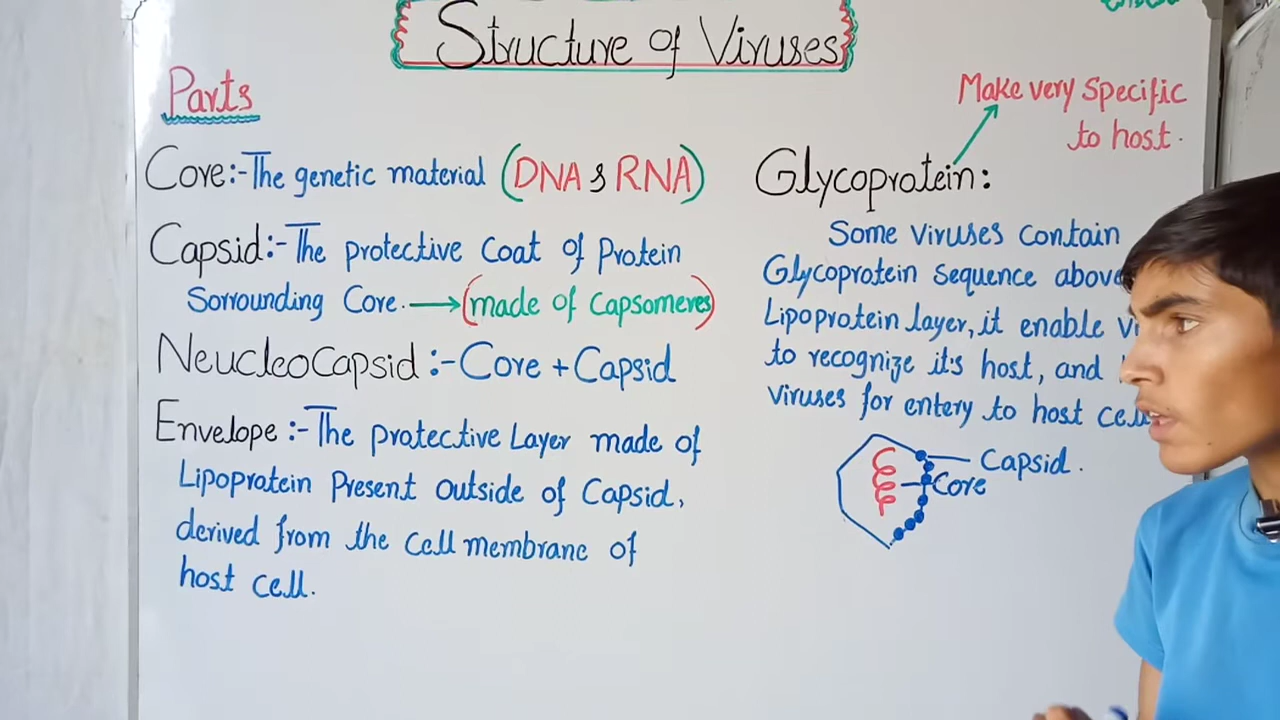 Structure of Viruses
Parts
Core:-The genetic material (DNA & RNA)
Capsid:-The protective Coat of Protein
Sorrounding Core. → (made of Capsomeres)
NeucleoCapsid :- Core + Capsid
Envelope :- The protective Layer made of
Lipoprotein Present outside of Capsid,
derived from the cell membrane of
host cell.
Make very specific
to host.
Glycoprotein:
Some viruses contain
Glycoprotein sequence above
Lipoprotein layer, it enable
to recognize it's host, and
viruses for entery to host
Capsid.
Core